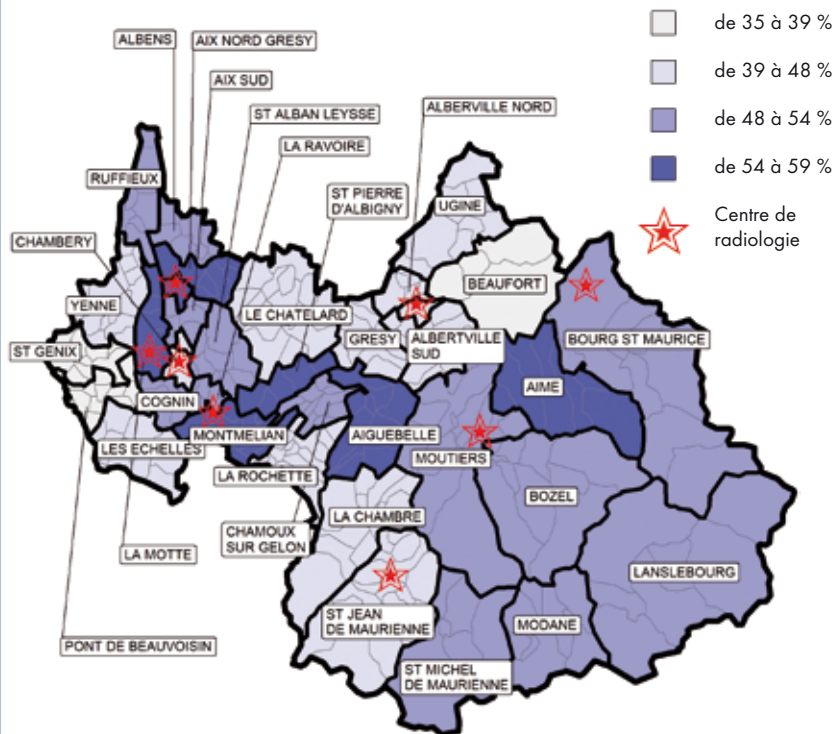 de 35 à 39 %
de 39 à 48 %
de 48 à 54 %
de 54 à 59 %
Centre de
radiologie
ALBENS
AIX NORD GRESY
AIX SUD
ST ALBAN LEYSSE
LA RAVOIRE
ST PIERRE
D'ALBIGNY
ALBERVILLE NORD
RUFFIEUX
UGINE
CHAMBERY
BEAUFORT
YENNE
LE CHATELARD
ST GENIX
GRESY
ALBERTVILLE
SUD
BOURG ST MAURICE
AIME
COGNIN
LES ECHELLES
MONTMELIAN
AIGUEBELLE
MOUTIERS
LA ROCHETTE
BOZEL
LA CHAMBRE
CHAMOUX
SUR GELON
LA MOTTE
LANSLEBOURG
ST JEAN
DE MAURIENNE
MODANE
PONT DE BEAUVOISIN
ST MICHEL
DE MAURIENNE